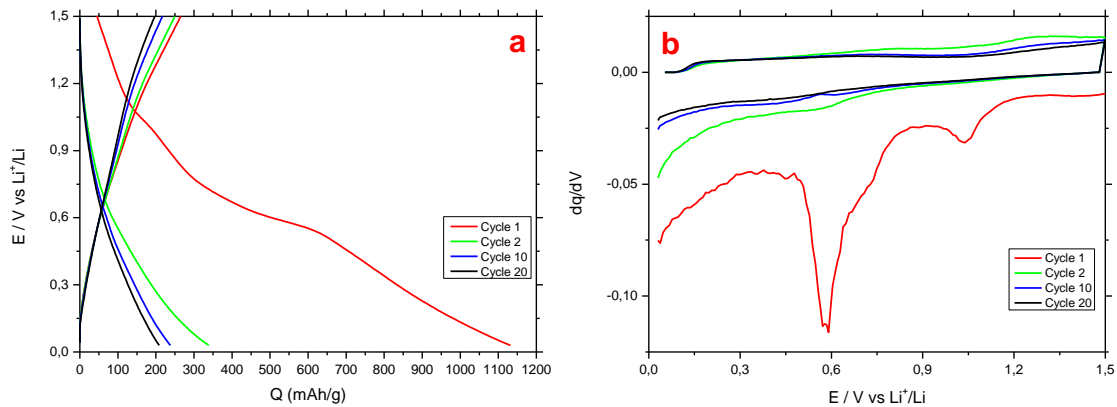 a
1,5
1,2
0,9
0,6
0,3
0,0
E / V vs Li⁺/Li
0 100 200 300 400 500 600 700 800 900 1000 1100 1200
Q (mAh/g)
Cycle 1
Cycle 2
Cycle 10
Cycle 20
b
0,00
-0,05
-0,10
dq/dV
0,0 0,3 0,6 0,9 1,2 1,5
E / V vs Li⁺/Li
Cycle 1
Cycle 2
Cycle 10
Cycle 20